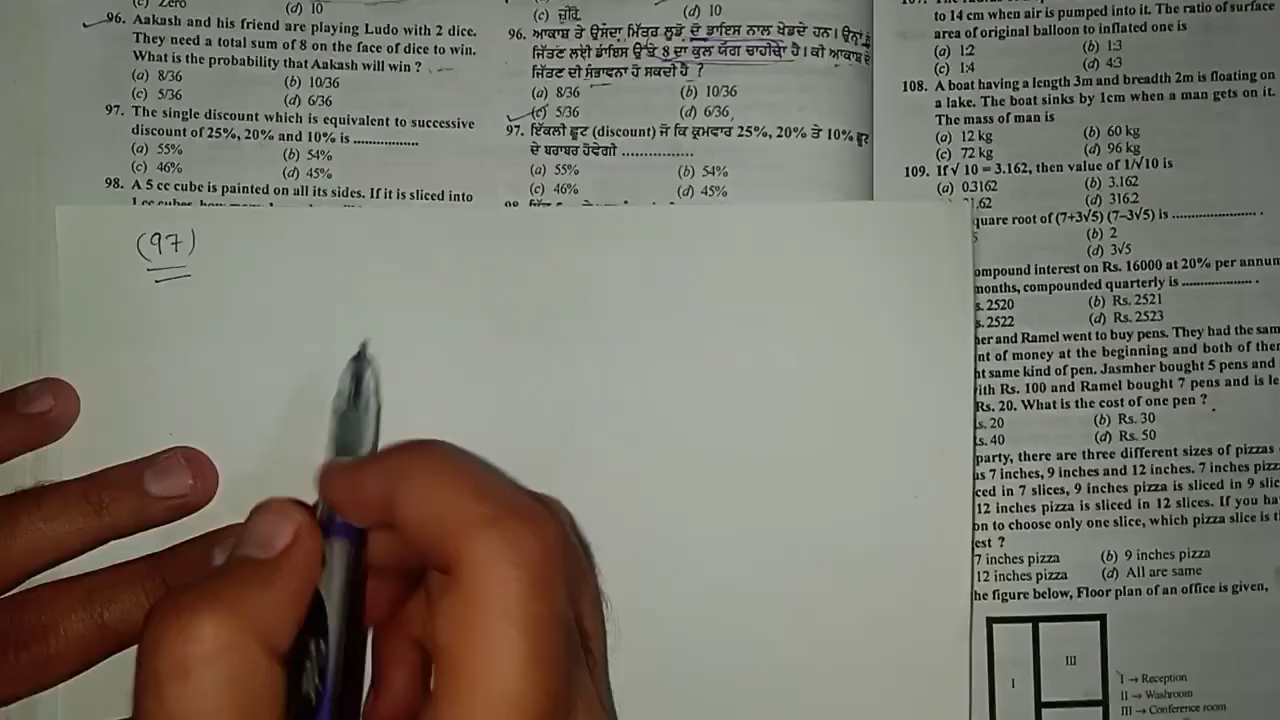 (c) Zero
(d) 10
96. Aakash and his friend are playing Ludo with 2 dice.
They need a total sum of 8 on the face of dice to win.
What is the probability that Aakash will win ?
(a) 8/36 (b) 10/36
(c) 5/36 (d) 6/36
97. The single discount which is equivalent to successive
discount of 25%, 20% and 10% is ................
(a) 55% (b) 54%
(c) 46% (d) 45%
98. A 5 cc cube is painted on all its sides. If it is sliced into
(c) ਜ਼ੀਰੋ (d) 10
96. ਆਕਾਸ਼ ਤੇ ਉਸਦਾ ਮਿੱਤਰ ਲੂਡੋ ਦੋ ਡਾਇਸ ਨਾਲ ਖੇਡਦੇ ਹਨ। ਉਨ੍ਹਾਂ ਨੂੰ
ਜਿੱਤਣ ਲਈ ਡਾਇਸ ਉੱਤੇ 8 ਦਾ ਕੁਲ ਯੋਗ ਚਾਹੀਦਾ ਹੈ। ਕੀ ਆਕਾਸ਼ ਦੇ
ਜਿੱਤਣ ਦੀ ਸੰਭਾਵਨਾ ਹੋ ਸਕਦੀ ਹੈ ?
(a) 8/36 (b) 10/36
(c) 5/36 (d) 6/36
97. ਇੱਕਲੀ ਛੂਟ (discount) ਜੋ ਕਿ ਕ੍ਰਮਵਾਰ 25%, 20% ਤੇ 10% ਛੂਟ
ਦੇ ਬਰਾਬਰ ਹੋਵੇਗੀ ................
(a) 55% (b) 54%
(c) 46% (d) 45%
(97)
to 14 cm when air is pumped into it. The ratio of surface
area of original balloon to inflated one is
(a) 1:2 (b) 1:3
(c) 1:4 (d) 4:3
108. A boat having a length 3m and breadth 2m is floating on
a lake. The boat sinks by 1cm when a man gets on it.
The mass of man is
(a) 12 kg (b) 60 kg
(c) 72 kg (d) 96 kg
109. If √ 10 = 3.162, then value of 1/√10 is
(a) 0.3162 (b) 3.162
(d) 316.2
quare root of (7+3√5) (7-3√5) is ................ .
(b) 2
(d) 3√5
ompound interest on Rs. 16000 at 20% per annum
months, compounded quarterly is ................ .
s. 2520 (b) Rs. 2521
s. 2522 (d) Rs. 2523
her and Ramel went to buy pens. They had the sam
nt of money at the beginning and both of the
ht same kind of pen. Jasmher bought 5 pens and
ith Rs. 100 and Ramel bought 7 pens and is le
Rs. 20. What is the cost of one pen ?
s. 20 (b) Rs. 30
s. 40 (d) Rs. 50
party, there are three different sizes of pizzas
as 7 inches, 9 inches and 12 inches. 7 inches pizz
ced in 7 slices, 9 inches pizza is sliced in 9 slic
12 inches pizza is sliced in 12 slices. If you ha
on to choose only one slice, which pizza slice is t
est ?
7 inches pizza (b) 9 inches pizza
12 inches pizza (d) All are same
he figure below, Floor plan of an office is given,
I
III
I → Reception
II → Washroom
III → Conference room